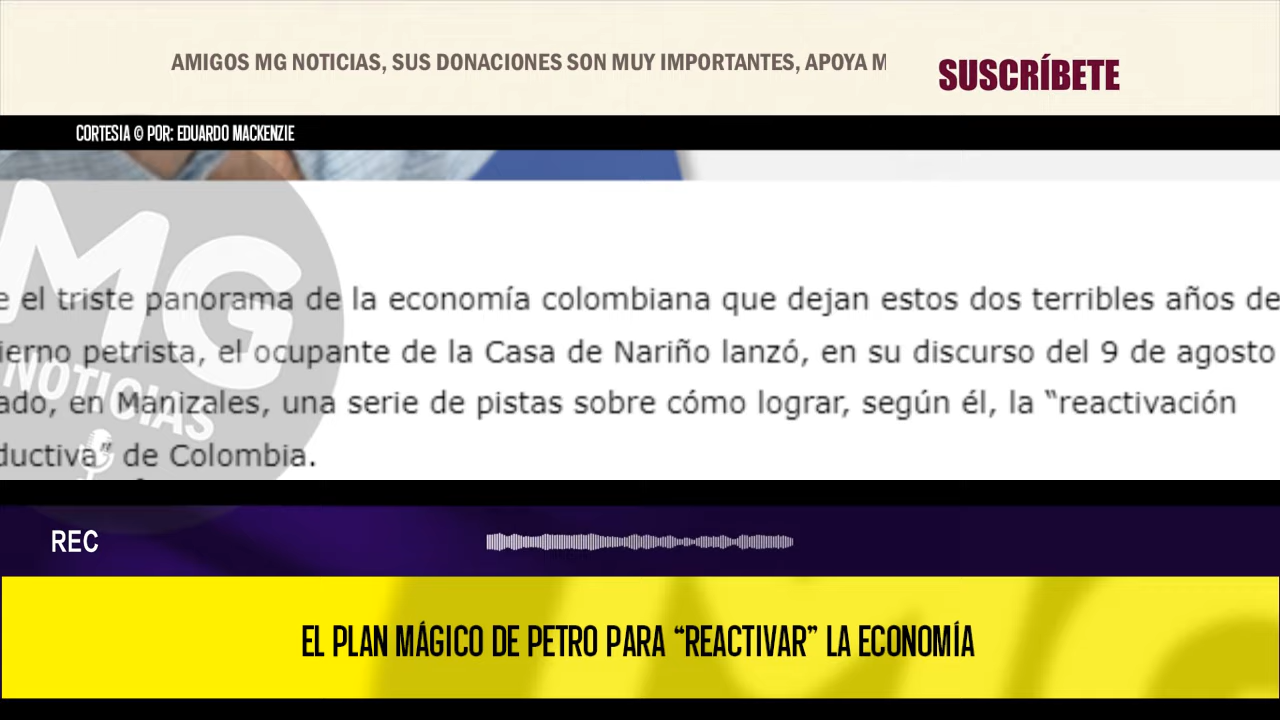 AMIGOS MG NOTICIAS, SUS DONACIONES SON MUY IMPORTANTES, APOYA M
SUSCRÍBETE
CORTESIA © POR: EDUARDO MACKENZIE
MG
NOTICIAS
e el triste panorama de la economía colombiana que dejan estos dos terribles años de
ierno petrista, el ocupante de la Casa de Nariño lanzó, en su discurso del 9 de agosto
ado, en Manizales, una serie de pistas sobre cómo lograr, según él, la “reactivación
ductiva” de Colombia.
REC
EL PLAN MÁGICO DE PETRO PARA “REACTIVAR” LA ECONOMÍA